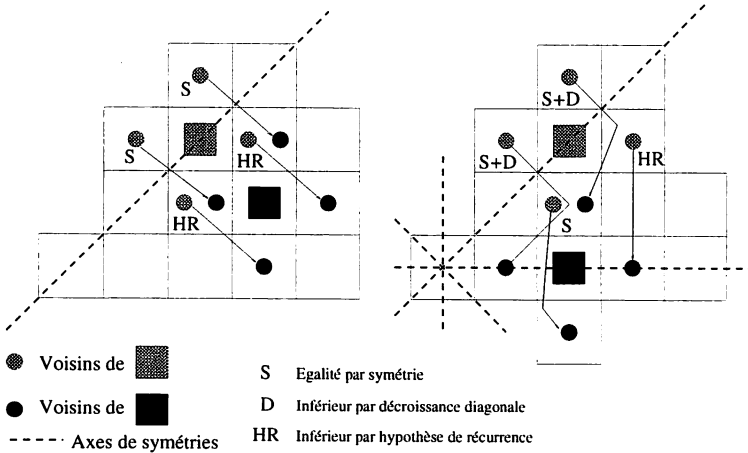 S
S
HR
HR
S+D
S+D
HR
S
Voisins de
Voisins de
Axes de symétries
S Egalité par symétrie
D Inférieur par décroissance diagonale
HR Inférieur par hypothèse de récurrence